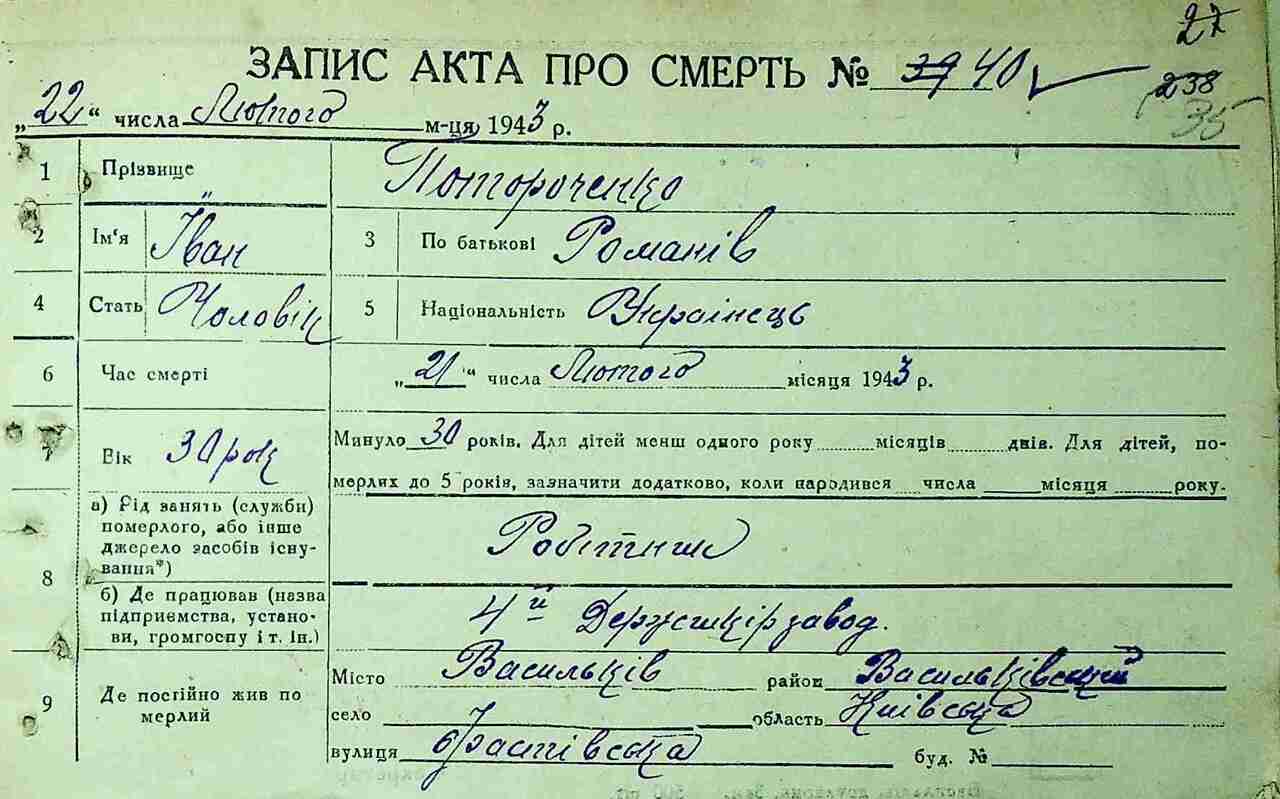 27
ЗАПИС АКТА ПРО СМЕРТЬ № 39 40
238
35
„22“ числа Лютого м-ця, 1943 р.
1 Прізвище Потороченко
2 Ім‘я Іван 3 По батькові Романів
4 Стать Чоловік 5 Національність Українець
6 Час смерті „21“ числа Лютого місяця 1943 р.
7 Вік 30 рок Минуло 30 років. Для дітей менш одного року місяців днів. Для дітей, по-
мерлих до 5 років, зазначити додатково, коли народився числа місяця року.
8 а) Рід занять (служби)
померлого, або інше
джерело засобів існу-
вання*)
Робітник
б) Де працював (назва
підприємства, устано-
ви, громгоспу і т. ін.)
4й Держшкірзавод.
9 Де постійно жив по
мерлий
Місто Васильків район Васильківский
село область Київська
вулиця буд. №